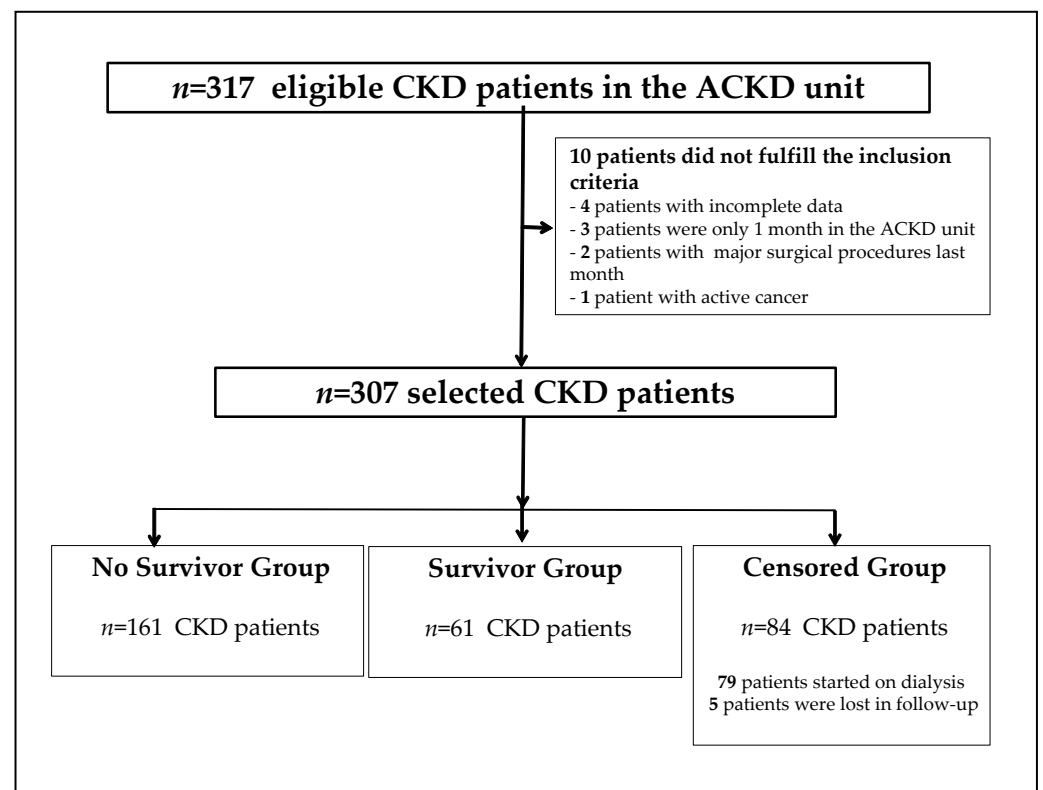 n=317 eligible CKD patients in the ACKD unit
10 patients did not fulfill the inclusion
criteria
- 4 patients with incomplete data
- 3 patients were only 1 month in the ACKD unit
- 2 patients with major surgical procedures last
month
- 1 patient with active cancer
n=307 selected CKD patients
No Survivor Group
n=161 CKD patients
Survivor Group
n=61 CKD patients
Censored Group
n=84 CKD patients
79 patients started on dialysis
5 patients were lost in follow-up